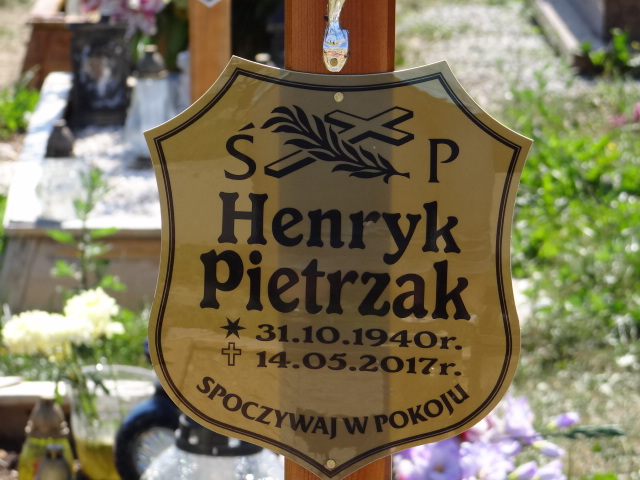 Ś P
Henryk
Pietrzak
31.10.1940r.
14.05.2017r.
SPOCZYWAJ W POKOJU